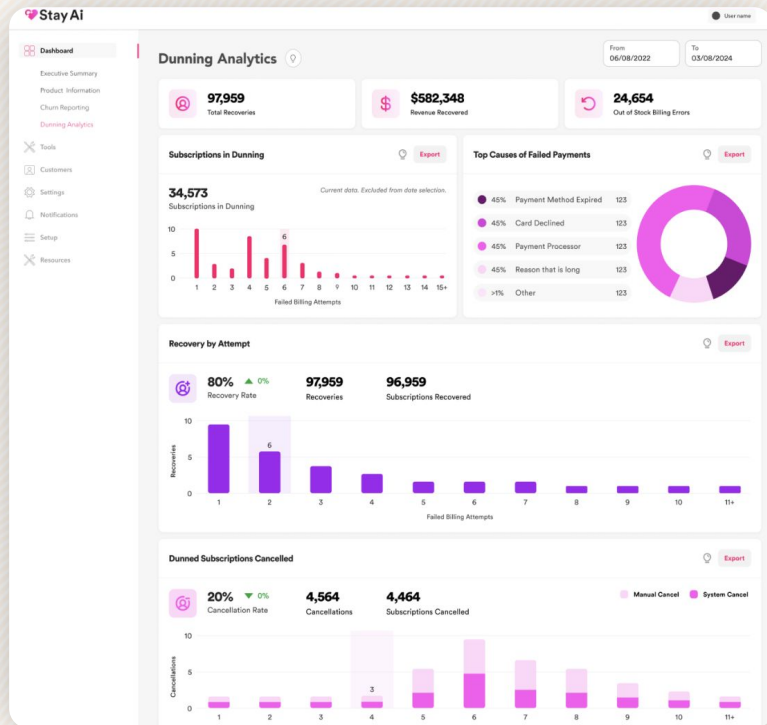 Stay Ai
User name
Dashboard
Executive Summary
Product Information
Churn Reporting
Dunning Analytics
Tools
Customers
Settings
Notifications
Setup
Resources
Dunning Analytics
From
06/08/2022
To
03/08/2024
97,959
Total Recoveries
$582,348
Revenue Recovered
24,654
Out of Stock Billing Errors
Subscriptions in Dunning
Export
34,573
Subscriptions in Dunning
Current data. Excluded from date selection.
10
5
0
6
1 2 3 4 5 6 7 8 9 10 11 12 13 14 15+
Failed Billing Attempts
Top Causes of Failed Payments
Export
45% Payment Method Expired 123
45% Card Declined 123
45% Payment Processor 123
45% Reason that is long 123
>1% Other 123
Recovery by Attempt
Export
80% 0%
Recovery Rate
97,959
Recoveries
96,959
Subscriptions Recovered
Recoveries
10
5
0
6
1 2 3 4 5 6 7 8 9 10 11+
Failed Billing Attempts
Dunned Subscriptions Cancelled
Export
20% 0%
Cancellation Rate
4,564
Cancellations
4,464
Subscriptions Cancelled
Manual Cancel System Cancel
Cancellations
10
5
0
3
1 2 3 4 5 6 7 8 9 10 11+